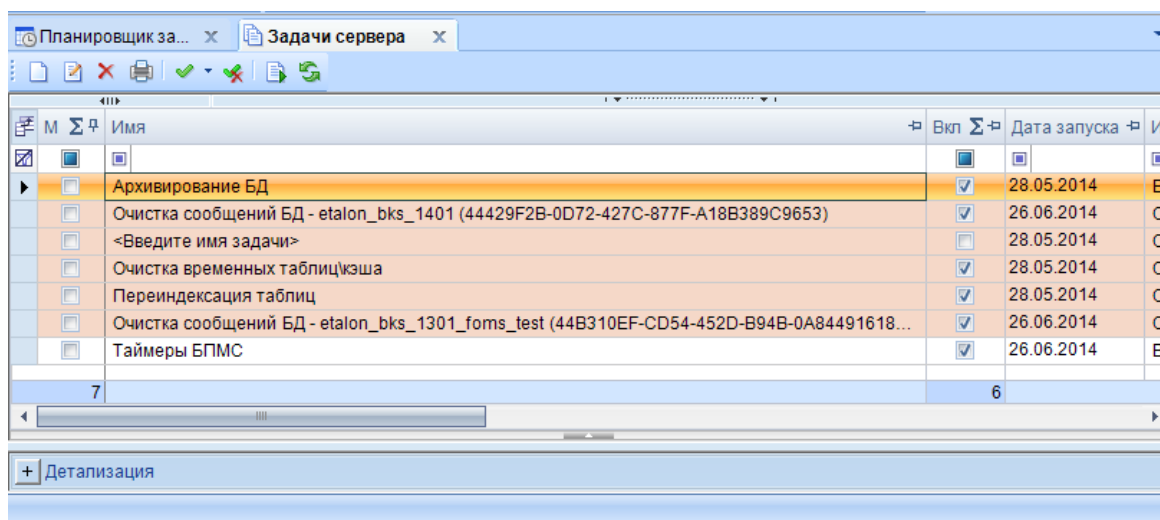 Планировщик за... x Задачи сервера x
М Σ Имя Вкл Σ Дата запуска И
Архивирование БД 28.05.2014 Е
Очистка сообщений БД - etalon_bks_1401 (44429F2B-0D72-427C-877F-A18B389C9653) 26.06.2014
<Введите имя задачи> 28.05.2014
Очистка временных таблиц\кэша 28.05.2014
Переиндексация таблиц 28.05.2014
Очистка сообщений БД - etalon_bks_1301_foms_test (44B310EF-CD54-452D-B94B-0A84491618... 26.06.2014
Таймеры БПМС 26.06.2014 Е
7 6
+ Детализация